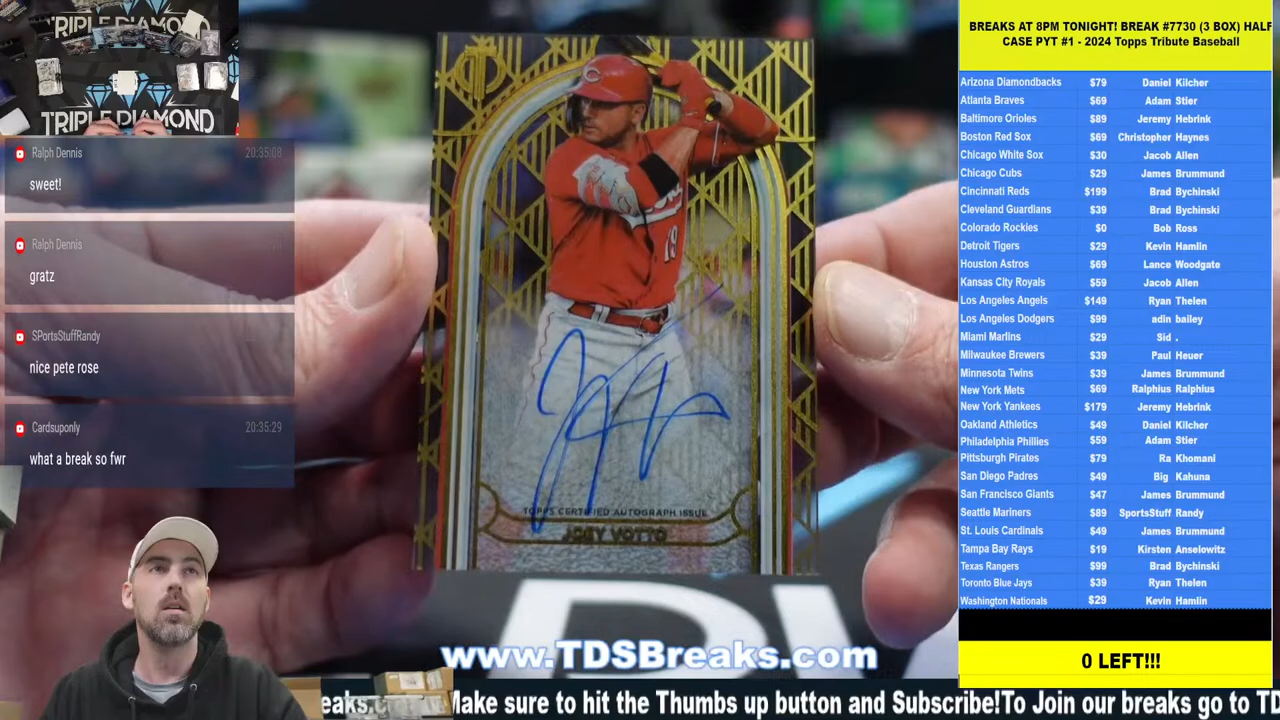 TRIPLE DIAMOND
TRIPLE DIAMOND
Ralph Dennis 20:35:08
sweet!
Ralph Dennis
gratz
SPortsStuffRandy
nice pete rose
Cardsuponly 20:35:29
what a break so fwr
C
19
TOPPS CERTIFIED AUTOGRAPH ISSUE
JOEY VOTTO
www.TDSBreaks.com
eaks.c Make sure to hit the Thumbs up button and Subscribe!To Join our breaks go to TD
BREAKS AT 8PM TONIGHT! BREAK #7730 (3 BOX) HALF
CASE PYT #1 - 2024 Topps Tribute Baseball
Arizona Diamondbacks $79 Daniel Kilcher
Atlanta Braves $69 Adam Stier
Baltimore Orioles $89 Jeremy Hebrink
Boston Red Sox $69 Christopher Haynes
Chicago White Sox $30 Jacob Allen
Chicago Cubs $29 James Brummund
Cincinnati Reds $199 Brad Bychinski
Cleveland Guardians $39 Brad Bychinski
Colorado Rockies $0 Bob Ross
Detroit Tigers $29 Kevin Hamlin
Houston Astros $69 Lance Woodgate
Kansas City Royals $59 Jacob Allen
Los Angeles Angels $149 Ryan Thelen
Los Angeles Dodgers $99 adin bailey
Miami Marlins $29 Sid .
Milwaukee Brewers $39 Paul Heuer
Minnesota Twins $39 James Brummund
New York Mets $69 Ralphius Ralphius
New York Yankees $179 Jeremy Hebrink
Oakland Athletics $49 Daniel Kilcher
Philadelphia Phillies $59 Adam Stier
Pittsburgh Pirates $79 Ra Khomani
San Diego Padres $49 Big Kahuna
San Francisco Giants $47 James Brummund
Seattle Mariners $89 SportsStuff Randy
St. Louis Cardinals $49 James Brummund
Tampa Bay Rays $19 Kirsten Anselowitz
Texas Rangers $99 Brad Bychinski
Toronto Blue Jays $39 Ryan Thelen
Washington Nationals $29 Kevin Hamlin
0 LEFT!!!